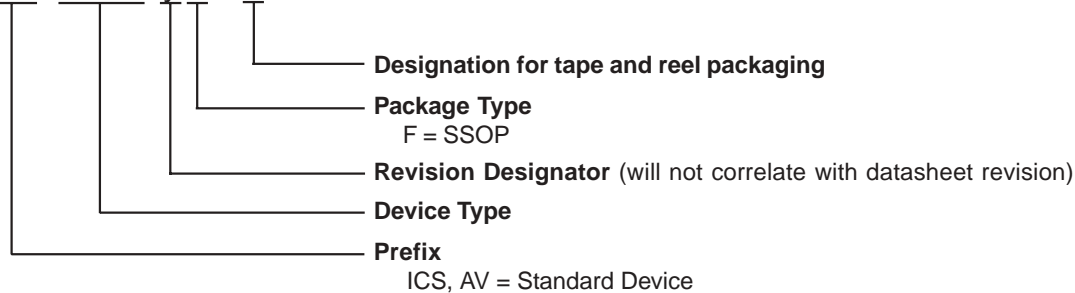 Designation for tape and reel packaging
Package Type
F = SSOP
Revision Designator (will not correlate with datasheet revision)
Device Type
Prefix
ICS, AV = Standard Device